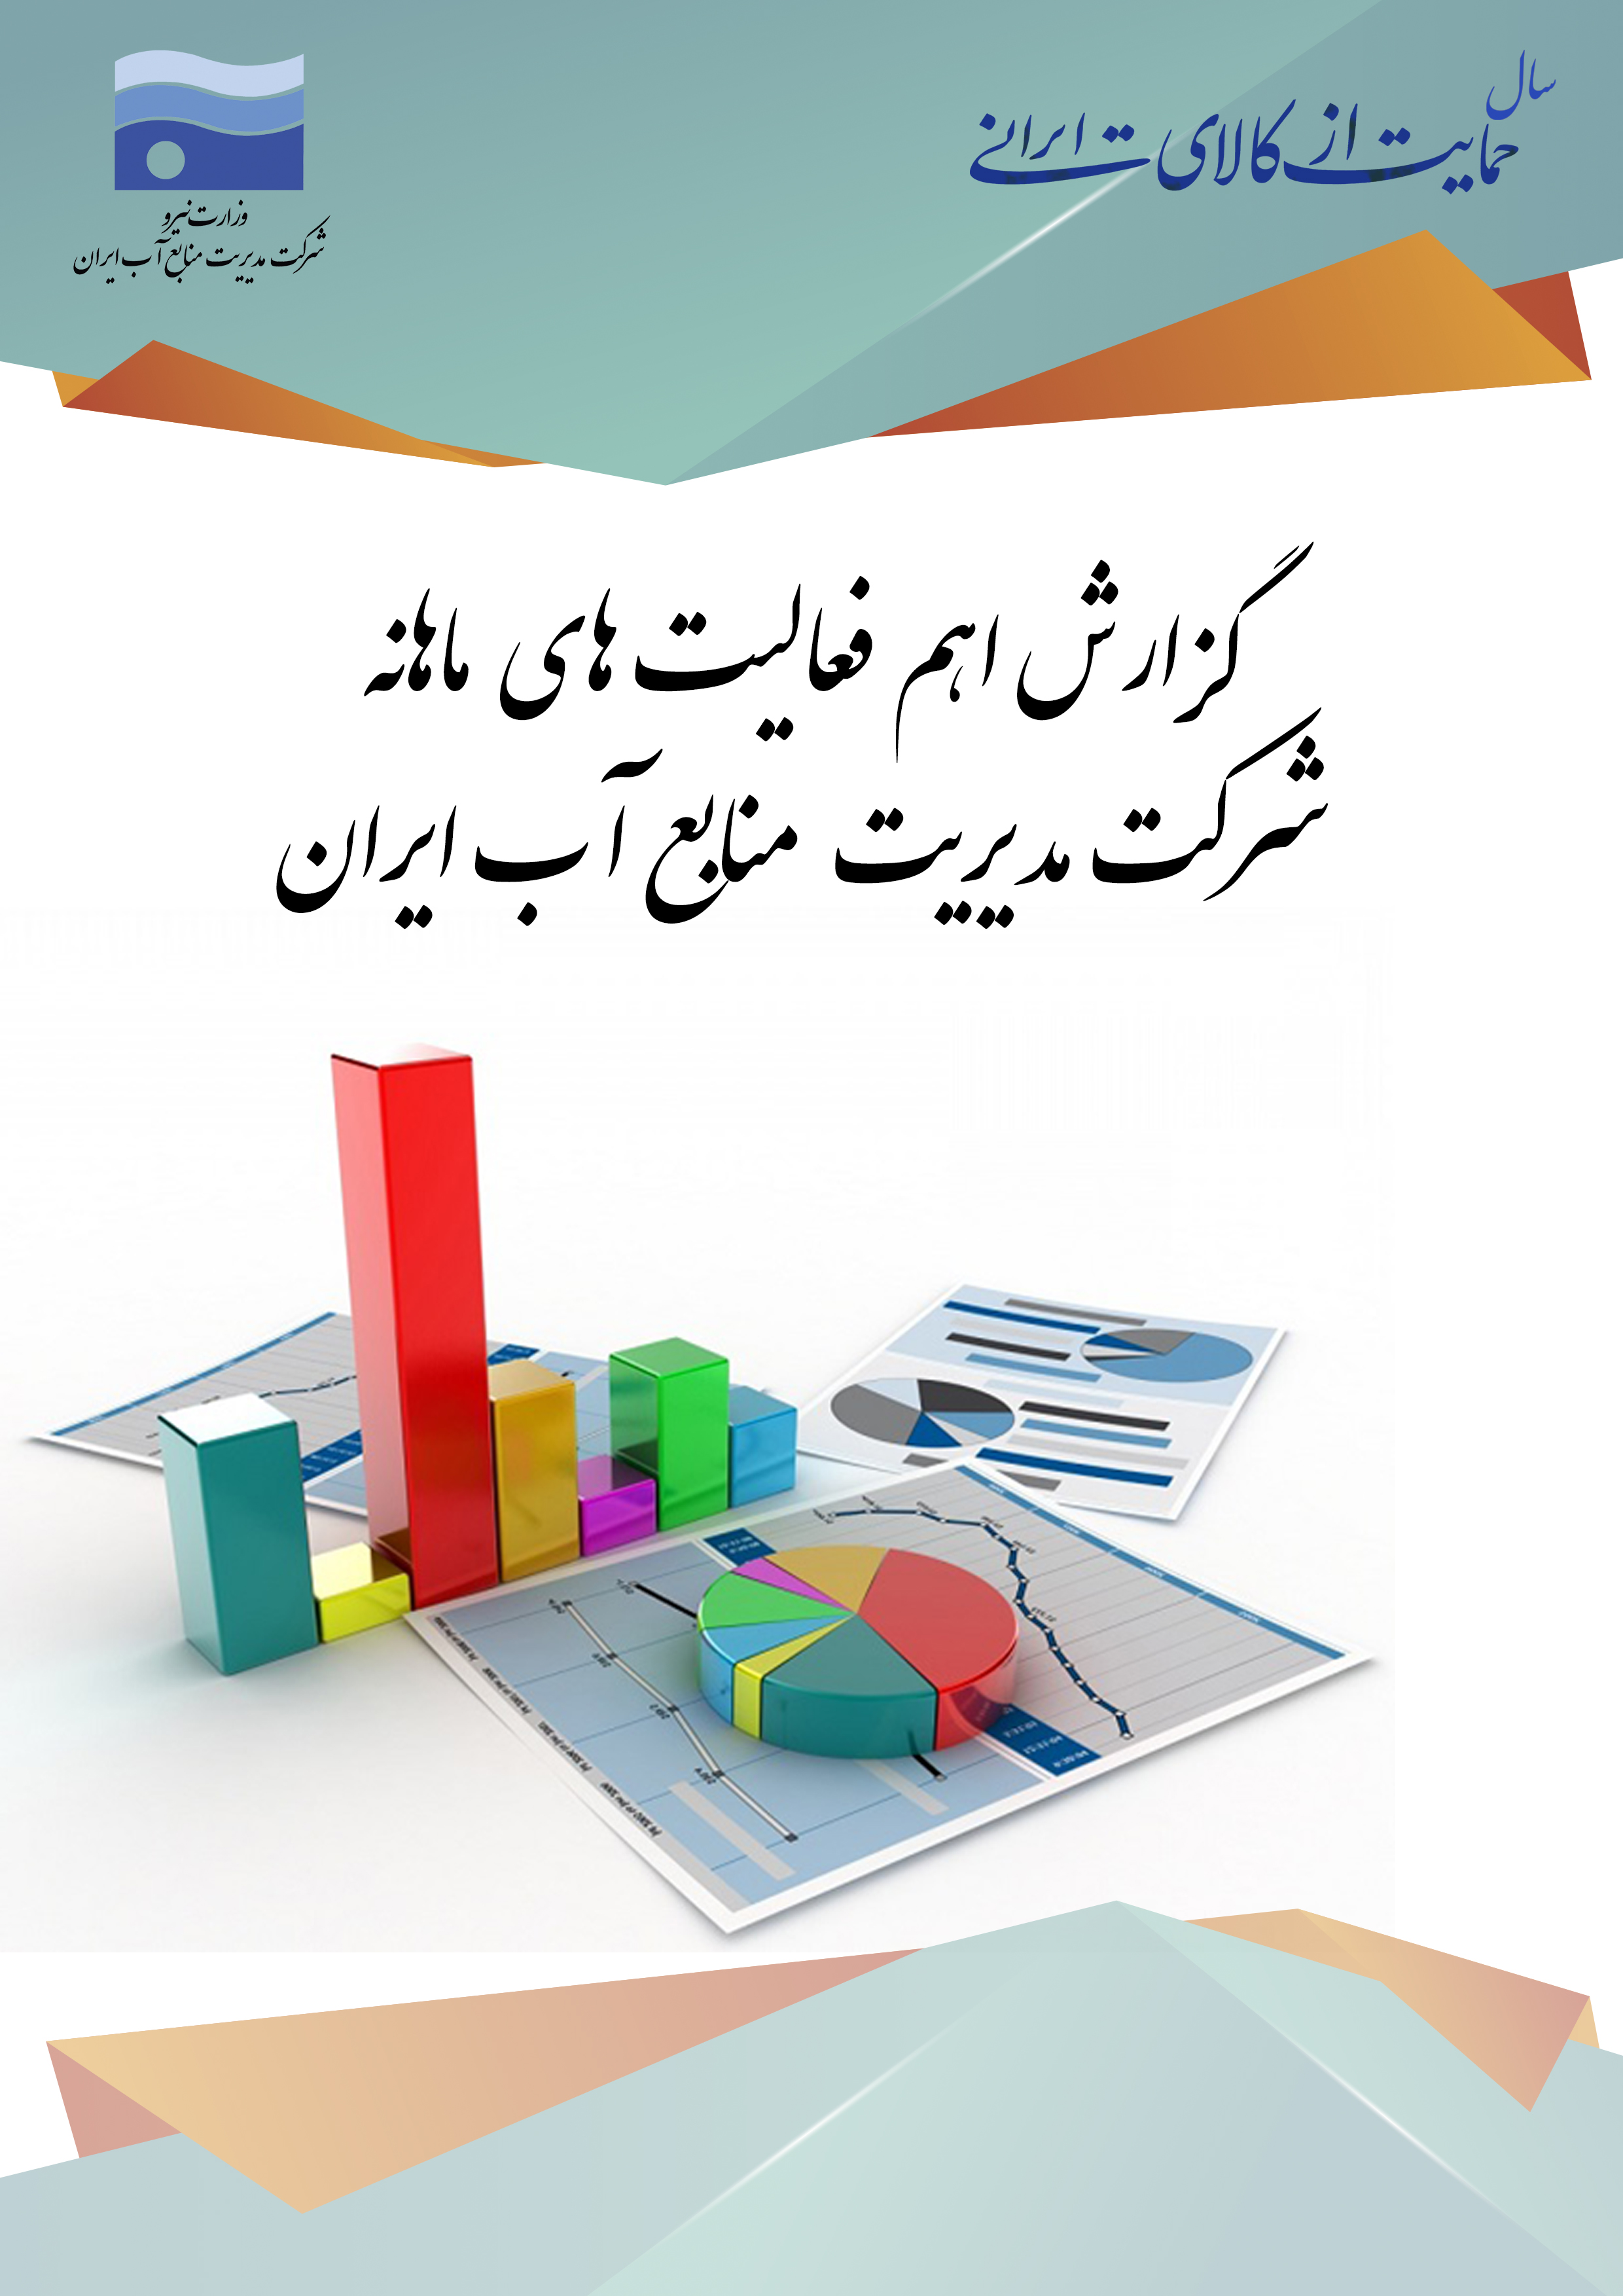 سال
حمایت از کالای ایرانی
وزارت نیرو
شرکت مدیریت منابع آب ایران
گزارش اهم فعالیت‌های ماهانه
شرکت مدیریت منابع آب ایران